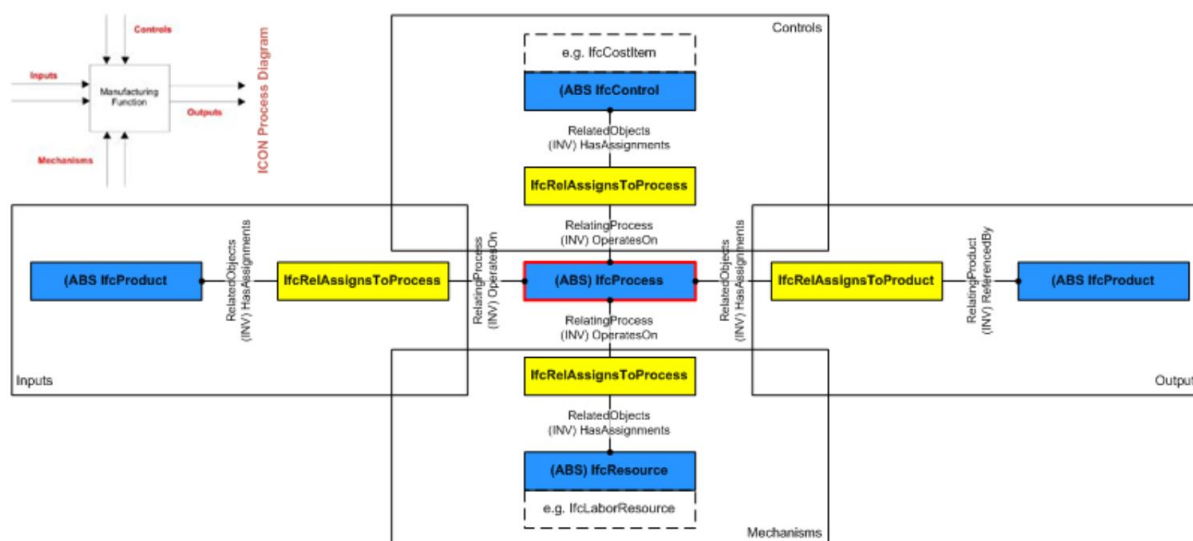 Controls
Inputs
Manufacturing
Function
Outputs
Mechanisms
ICON Process Diagram
Controls
e.g. IfcCostItem
(ABS IfcControl
RelatedObjects
(INV) HasAssignments
IfcRelAssignsToProcess
RelatingProcess
(INV) OperatesOn
(ABS IfcProduct
RelatedObjects
(INV) HasAssignments
IfcRelAssignsToProcess
RelatingProcess
(INV) OperatesOn
(ABS) IfcProcess
RelatedObjects
(INV) HasAssignments
IfcRelAssignsToProduct
RelatingProduct
(INV) ReferencedBy
(ABS IfcProduct
Inputs
RelatingProcess
(INV) OperatesOn
IfcRelAssignsToProcess
Output
RelatedObjects
(INV) HasAssignments
(ABS) IfcResource
e.g. IfcLaborResource
Mechanisms